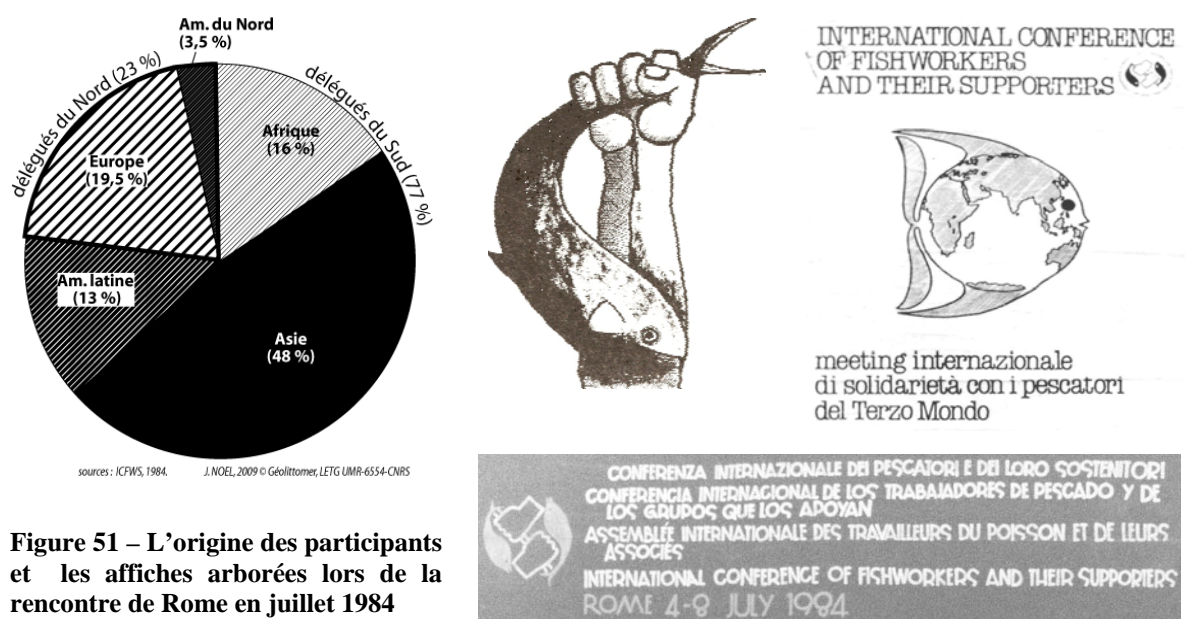 Am. du Nord
(3,5 %)
délégués du Nord (23 %)
délégués du Sud (77 %)
Afrique
(16 %)
Europe
(19,5 %)
Am. latine
(13 %)
Asie
(48 %)
sources : ICFWS, 1984. J. NOEL, 2009 © Géolittomer, LETG UMR-6554-CNRS
Figure 51 – L'origine des participants
et les affiches arborées lors de la
rencontre de Rome en juillet 1984
INTERNATIONAL CONFERENCE
OF FISHWORKERS
AND THEIR SUPPORTERS
meeting internazionale
di solidarietà con i pescatori
del Terzo Mondo
CONFERENZA INTERNAZIONALE DEI PESCATORI E DEI LORO SOSTENITORI
CONFERENCIA INTERNACIONAL DE LOS TRABAJADORES DE PESCADO Y DE
LOS GRUPOS QUE LOS APOYAN
ASSEMBLÉE INTERNATIONALE DES TRAVAILLEURS DU POISSON ET DE LEURS
ASSOCIÉS
INTERNATIONAL CONFERENCE OF FISHWORKERS AND THEIR SUPPORTERS
ROME 4-8 JULY 1984